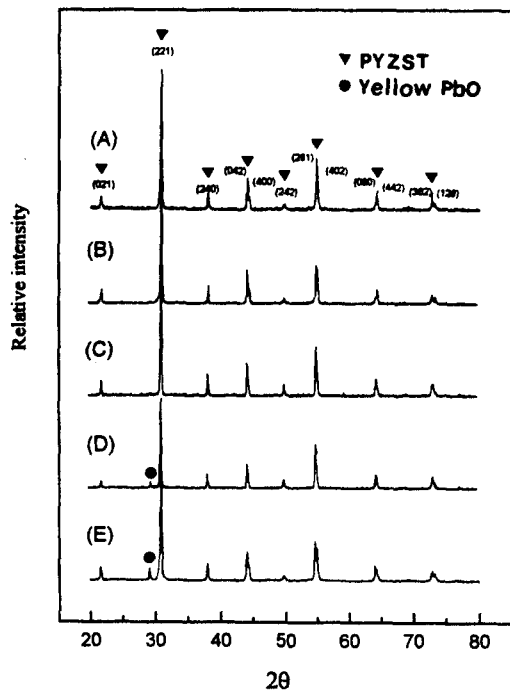 ▼ PYZST
● Yellow PbO
(221)
(A)
(021)
(240)
(042)
(400)
(242)
(261)
(402)
(080)
(442)
(B)
(C)
(D)
(E)
Relative intensity
20 30 40 50 60 70 80
2θ